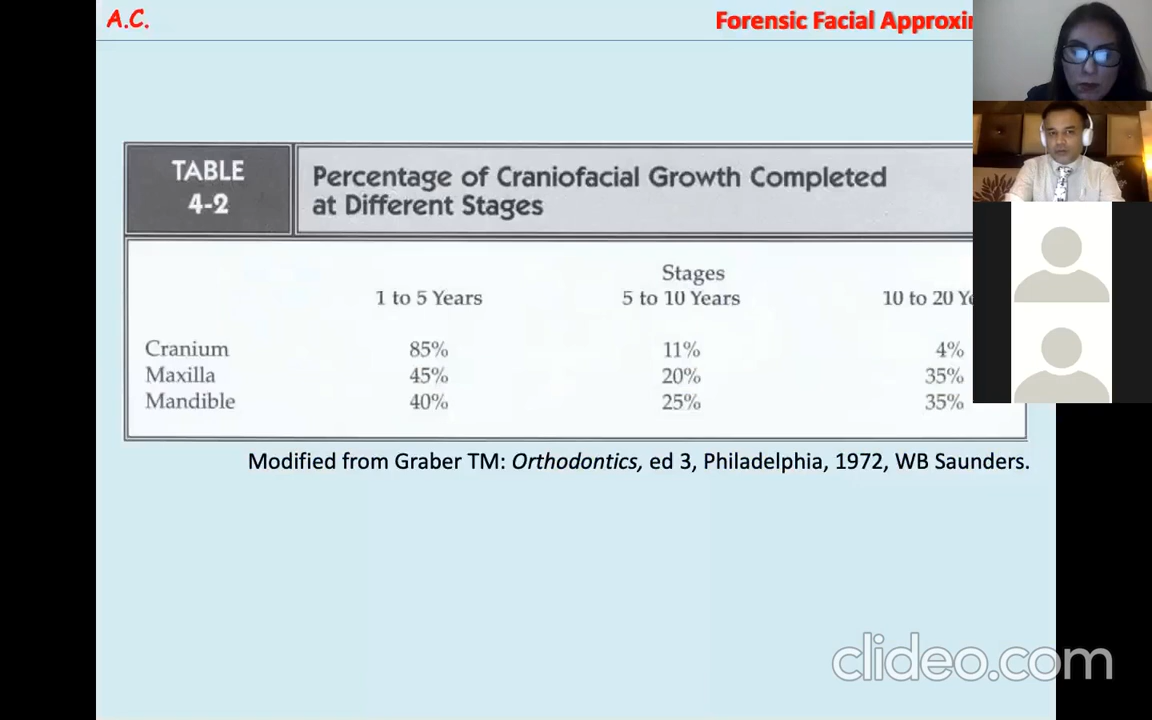 A.C.
Forensic Facial
TABLE
4-2
Percentage of Craniofacial Growth Completed
at Different Stages
Stages
1 to 5 Years
5 to 10 Years
10 to 20
Cranium 85% 11% 4%
Maxilla 45% 20% 35%
Mandible 40% 25% 35%
Modified from Graber TM: Orthodontics, ed 3, Philadelphia, 1972, WB Saunders.
clideo.com